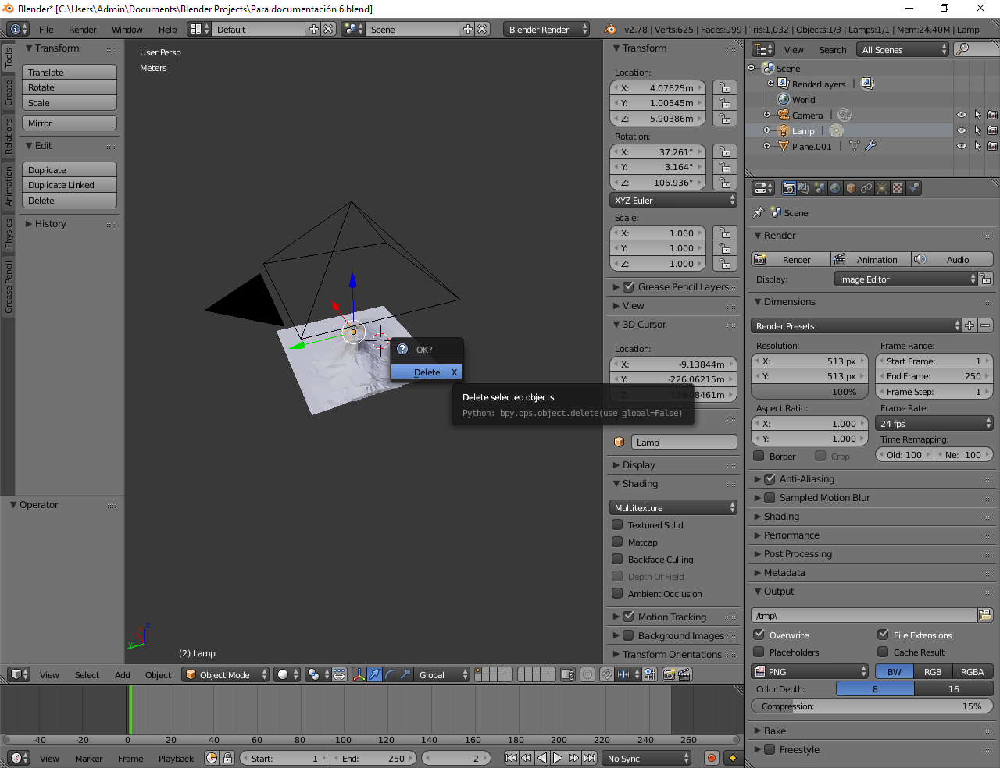 Blender* [C:\Users\Admin\Documents\Blender Projects\Para documentación 6.blend]
File Render Window Help Default Scene Blender Render v2.78 | Verts:625 | Faces:999 | Tris:1,032 | Objects:1/3 | Lamps:1/1 | Mem:24.40M | Lamp
Tools
Create
Relations
Animation
Physics
Grease Pencil
Transform
Translate
Rotate
Scale
Mirror
Edit
Duplicate
Duplicate Linked
Delete
History
Operator
User Persp
Meters
z
y
(2) Lamp
OK?
Delete X
Delete selected objects
Python: bpy.ops.object.delete(use_global=False)
Transform
Location:
X: 4.07625m
Y: 1.00545m
Z: 5.90386m
Rotation:
X: 37.261°
Y: 3.164°
Z: 106.936°
XYZ Euler
Scale:
X: 1.000
Y: 1.000
Z: 1.000
Grease Pencil Layers
View
3D Cursor
Location:
X: -9.13844m
Y: -226.06215m
Z: -139.08461m
Lamp
Display
Shading
Multitexture
Textured Solid
Matcap
Backface Culling
Depth Of Field
Ambient Occlusion
Motion Tracking
Background Images
Transform Orientations
View Search All Scenes
Scene
RenderLayers |
World
Camera |
Lamp |
Plane.001 |
Scene
Render
Render Animation Audio
Display: Image Editor
Dimensions
Render Presets
Resolution:
X: 513 px
Y: 513 px
100%
Aspect Ratio:
X: 1.000
Y: 1.000
Border Crop
Frame Range:
Start Frame: 1
End Frame: 250
Frame Step: 1
Frame Rate:
24 fps
Time Remapping:
Old: 100 Ne: 100
Anti-Aliasing
Sampled Motion Blur
Shading
Performance
Post Processing
Metadata
Output
/tmp\
Overwrite File Extensions
Placeholders Cache Result
PNG BW RGB RGBA
Color Depth: 8 16
Compression: 15%
Bake
Freestyle
View Select Add Object Object Mode Global
-40 -20 0 20 40 60 80 100 120 140 160 180 200 220 240 260
View Marker Frame Playback Start: 1 End: 250 2 No Sync